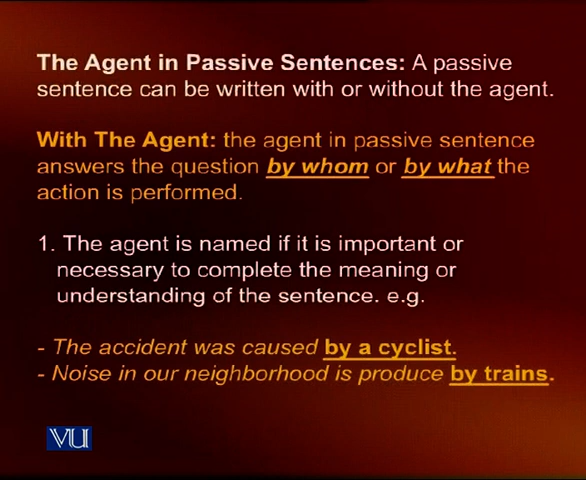 The Agent in Passive Sentences: A passive
sentence can be written with or without the agent.
With The Agent: the agent in passive sentence
answers the question by whom or by what the
action is performed.
1. The agent is named if it is important or
necessary to complete the meaning or
understanding of the sentence. e.g.
- The accident was caused by a cyclist.
- Noise in our neighborhood is produce by trains.
VU